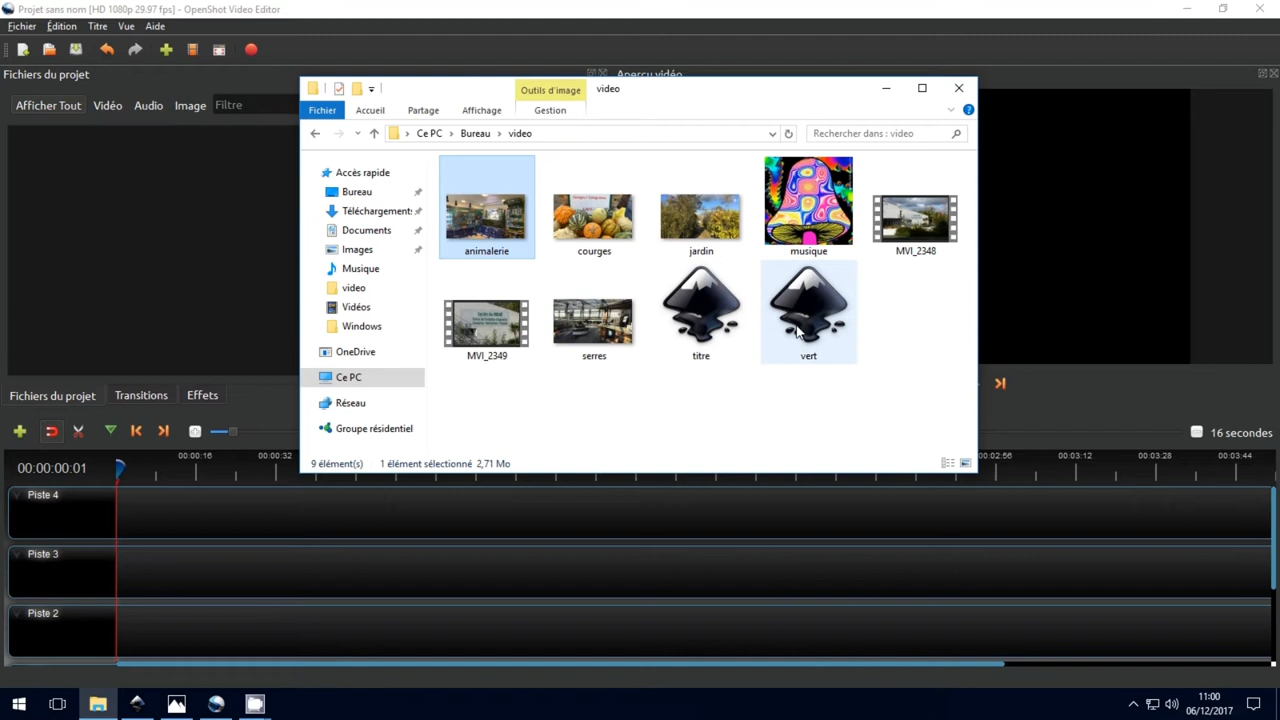 Projet sans nom [HD 1080p 29.97 fps] - OpenShot Video Editor
Fichier Édition Titre Vue Aide
Fichiers du projet
Aperçu vidéo
Afficher Tout Vidéo Audio Image Filtre
Outils d'image video
Fichier Accueil Partage Affichage Gestion
Ce PC > Bureau > video
Rechercher dans : video
Accès rapide
Bureau
Téléchargements
Documents
Images
Musique
video
Vidéos
Windows
OneDrive
Ce PC
Réseau
Groupe résidentiel
animalerie courges jardin musique MVI_2348
MVI_2349 serres titre vert
9 élément(s) 1 élément sélectionné 2,71 Mo
Fichiers du projet Transitions Effets
16 secondes
00:00:00:01
00:00:16 00:00:32 00:02:56 00:03:12 00:03:28 00:03:44
Piste 4
Piste 3
Piste 2
11:00
06/12/2017